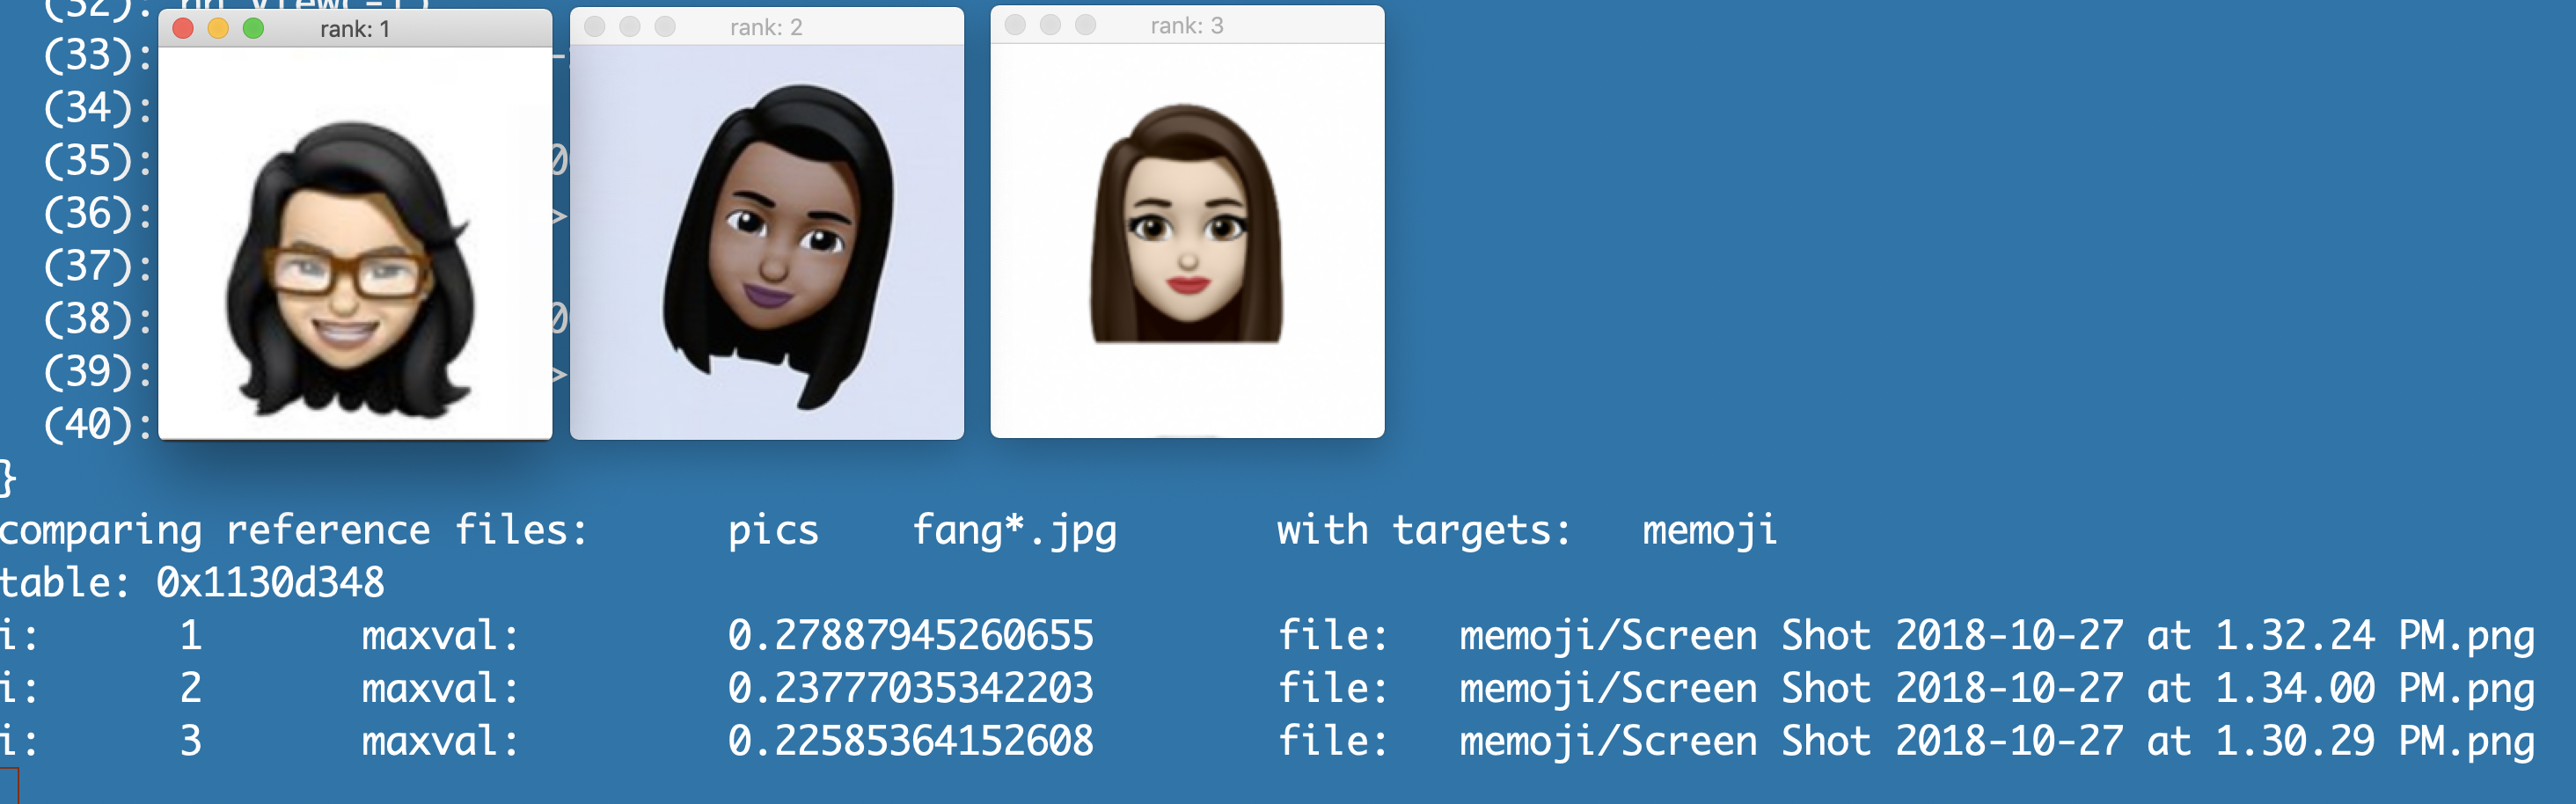 (32): nn.View(-1)
rank: 1
rank: 2
rank: 3
(33):
(34):
(35):
(36):
(37):
(38):
(39):
(40):
}
comparing reference files: pics fang*.jpg with targets: memoji
table: 0x1130d348
i: 1 maxval: 0.27887945260655 file: memoji/Screen Shot 2018-10-27 at 1.32.24 PM.png
i: 2 maxval: 0.23777035342203 file: memoji/Screen Shot 2018-10-27 at 1.34.00 PM.png
i: 3 maxval: 0.22585364152608 file: memoji/Screen Shot 2018-10-27 at 1.30.29 PM.png